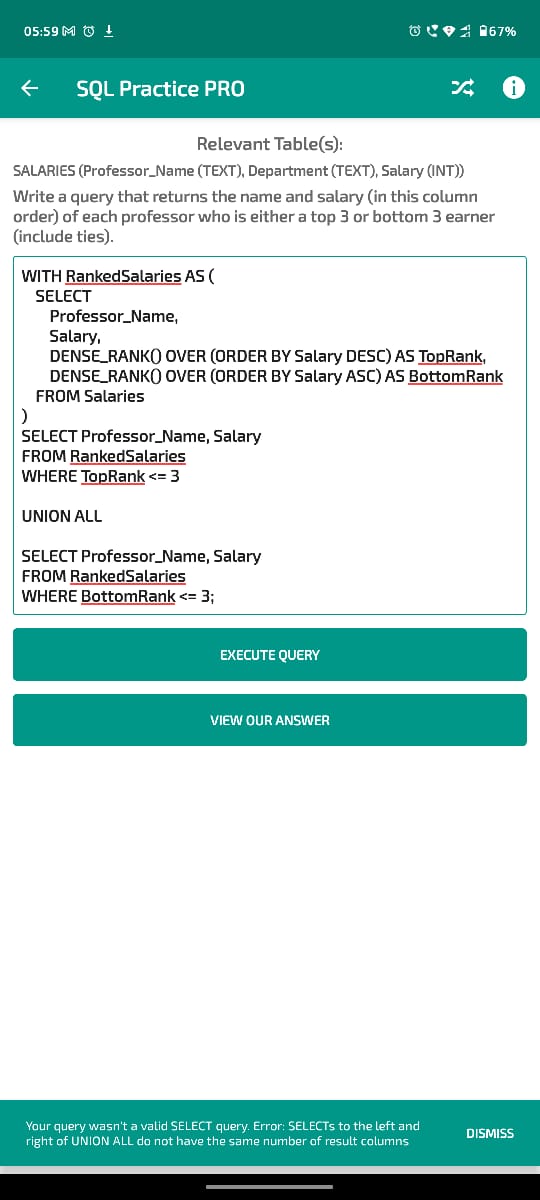 05:59 67%
SQL Practice PRO
Relevant Table(s):
SALARIES (Professor_Name (TEXT), Department (TEXT), Salary (INT))
Write a query that returns the name and salary (in this column
order) of each professor who is either a top 3 or bottom 3 earner
(include ties).
WITH RankedSalaries AS (
SELECT
Professor_Name,
Salary,
DENSE_RANK() OVER (ORDER BY Salary DESC) AS TopRank,
DENSE_RANK() OVER (ORDER BY Salary ASC) AS BottomRank
FROM Salaries
)
SELECT Professor_Name, Salary
FROM RankedSalaries
WHERE TopRank <= 3
UNION ALL
SELECT Professor_Name, Salary
FROM RankedSalaries
WHERE BottomRank <= 3;
EXECUTE QUERY
VIEW OUR ANSWER
Your query wasn't a valid SELECT query. Error: SELECTs to the left and
right of UNION ALL do not have the same number of result columns
DISMISS